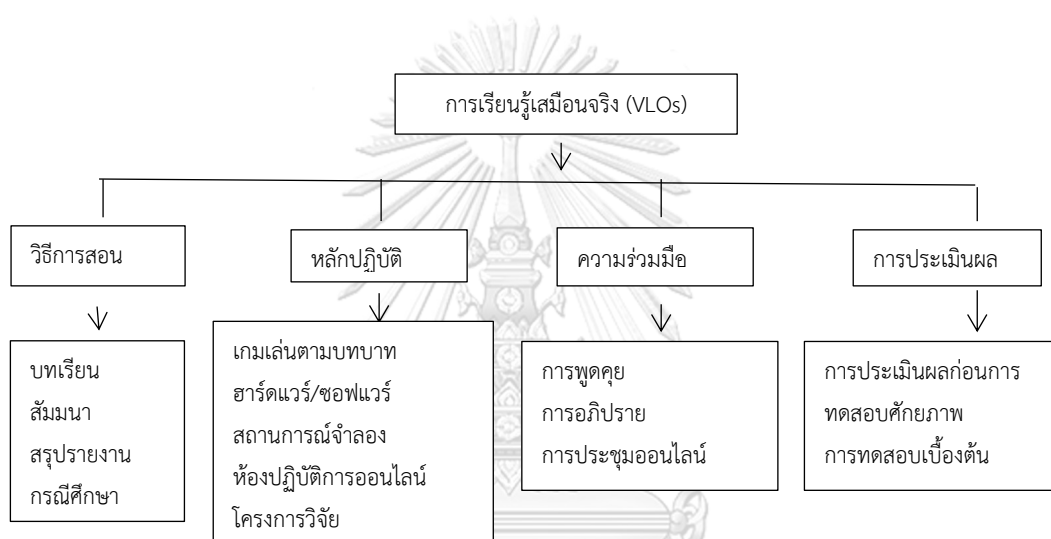 การเรียนรู้เสมือนจริง (VLOs)
วิธีการสอน
หลักปฏิบัติ
ความร่วมมือ
การประเมินผล
บทเรียน
สัมมนา
สรุปรายงาน
กรณีศึกษา
เกมเล่นตามบทบาท
ฮาร์ดแวร์/ซอฟแวร์
สถานการณ์จำลอง
ห้องปฏิบัติการออนไลน์
โครงการวิจัย
การพูดคุย
การอภิปราย
การประชุมออนไลน์
การประเมินผลก่อนการ
ทดสอบศักยภาพ
การทดสอบเบื้องต้น